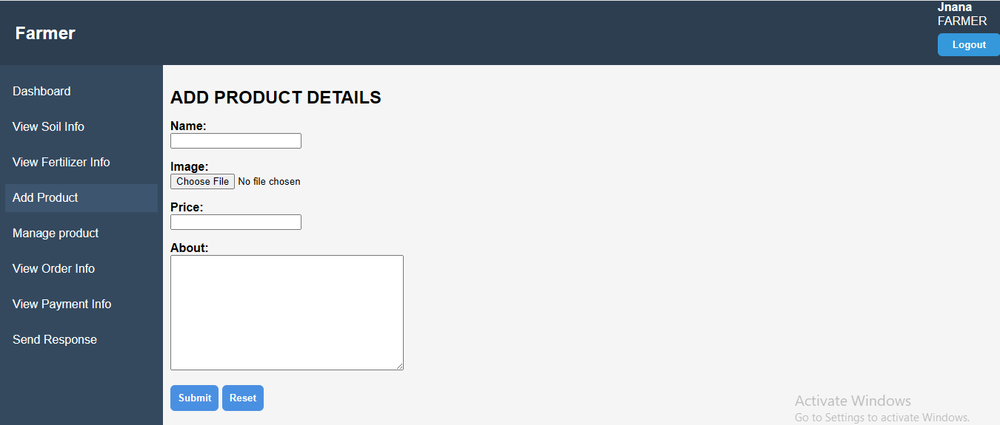 Jnana
FARMER
Farmer
Logout
Dashboard
View Soil Info
View Fertilizer Info
Add Product
Manage product
View Order Info
View Payment Info
Send Response
ADD PRODUCT DETAILS
Name:
Image:
Choose File No file chosen
Price:
About:
Submit Reset
Activate Windows
Go to Settings to activate Windows.